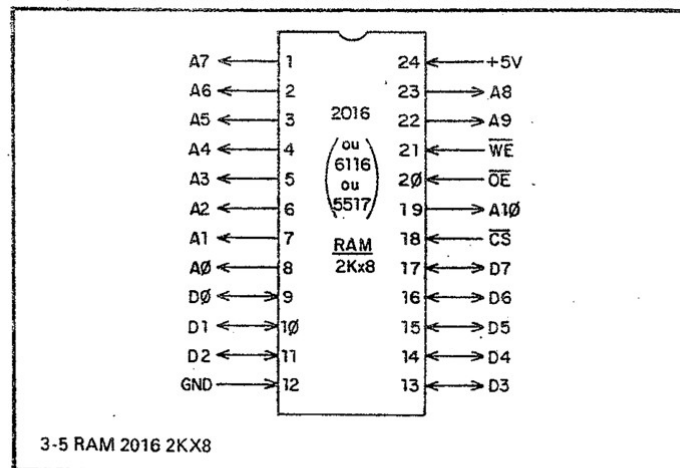 A7 1 24 +5V
A6 2 23 A8
A5 3 2016 22 A9
A4 4 (ou 21 WE
A3 5 6116 20 OE
A2 6 ou 19 A10
A1 7 5517) 18 CS
AØ 8 RAM 17 D7
DØ 9 2Kx8 16 D6
D1 1Ø 15 D5
D2 11 14 D4
GND 12 13 D3
3-5 RAM 2016 2KX8